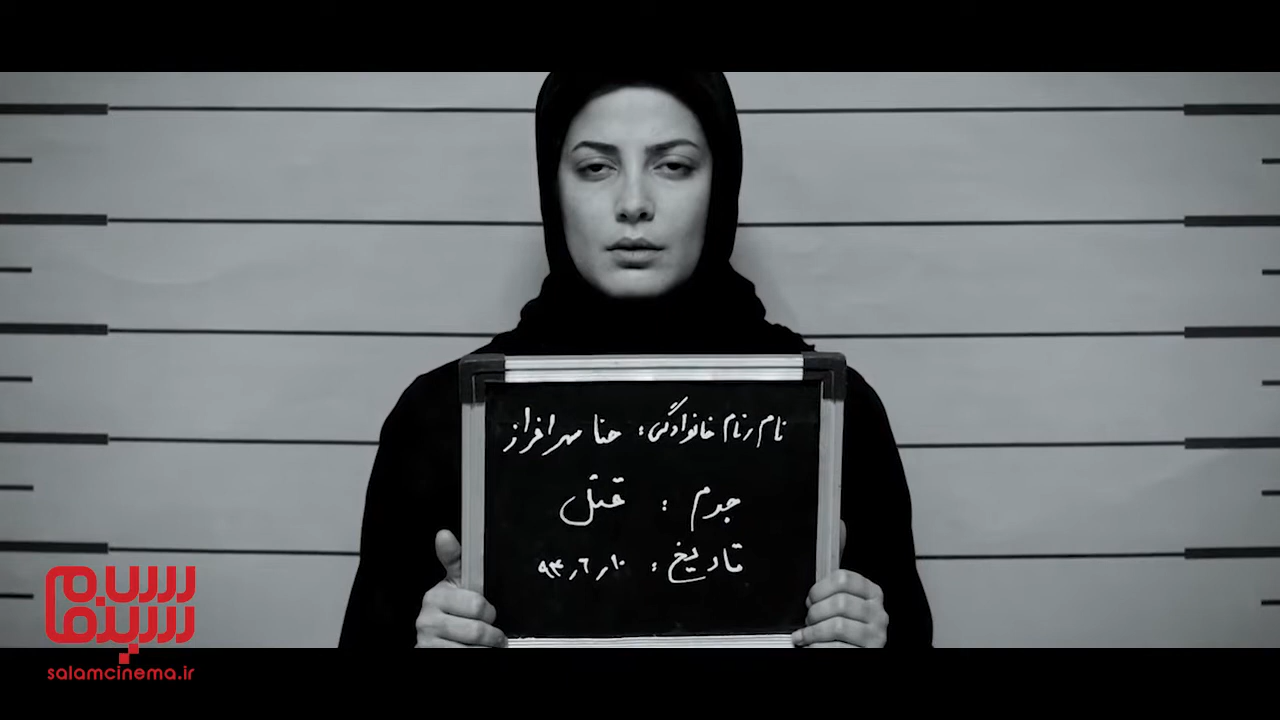 نام و نام خانوادگی : حنا سرافراز
جرم : قتل
تاریخ : ۹۴٫۶٫۱۰
سلام سینما
salamcinema.ir